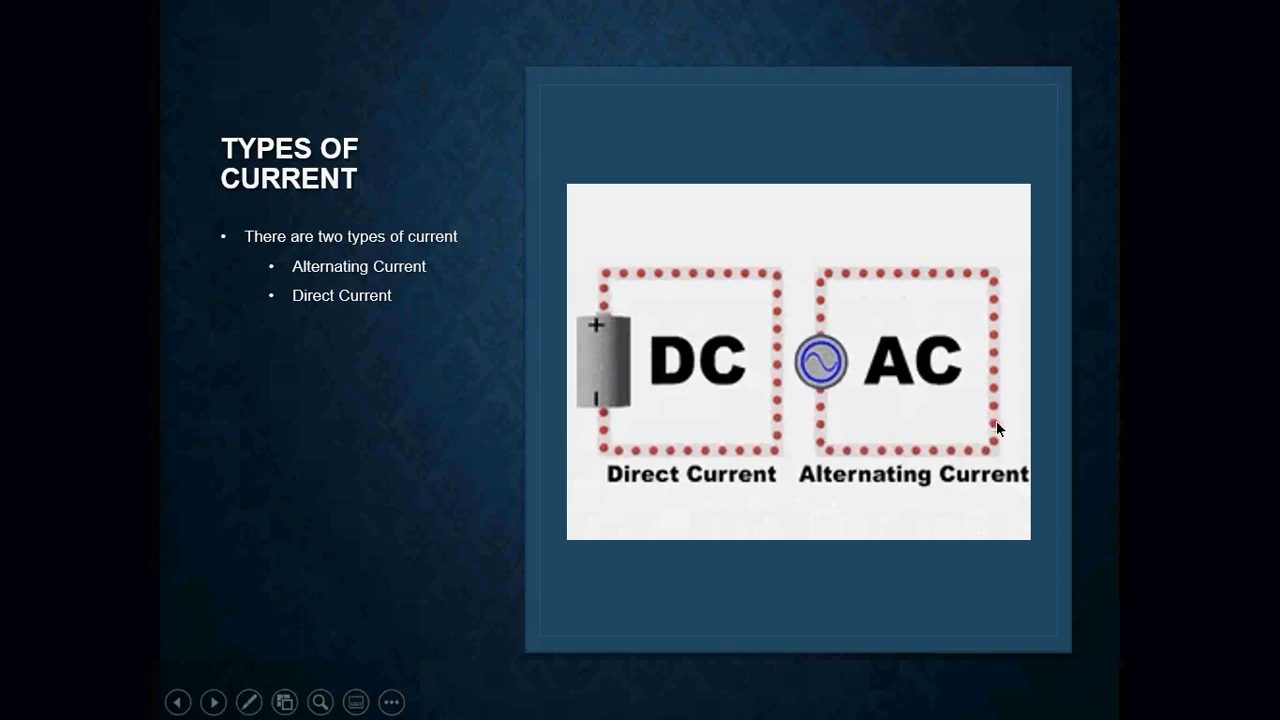 TYPES OF
CURRENT
• There are two types of current
• Alternating Current
• Direct Current
+
DC
AC
Direct Current
Alternating Current